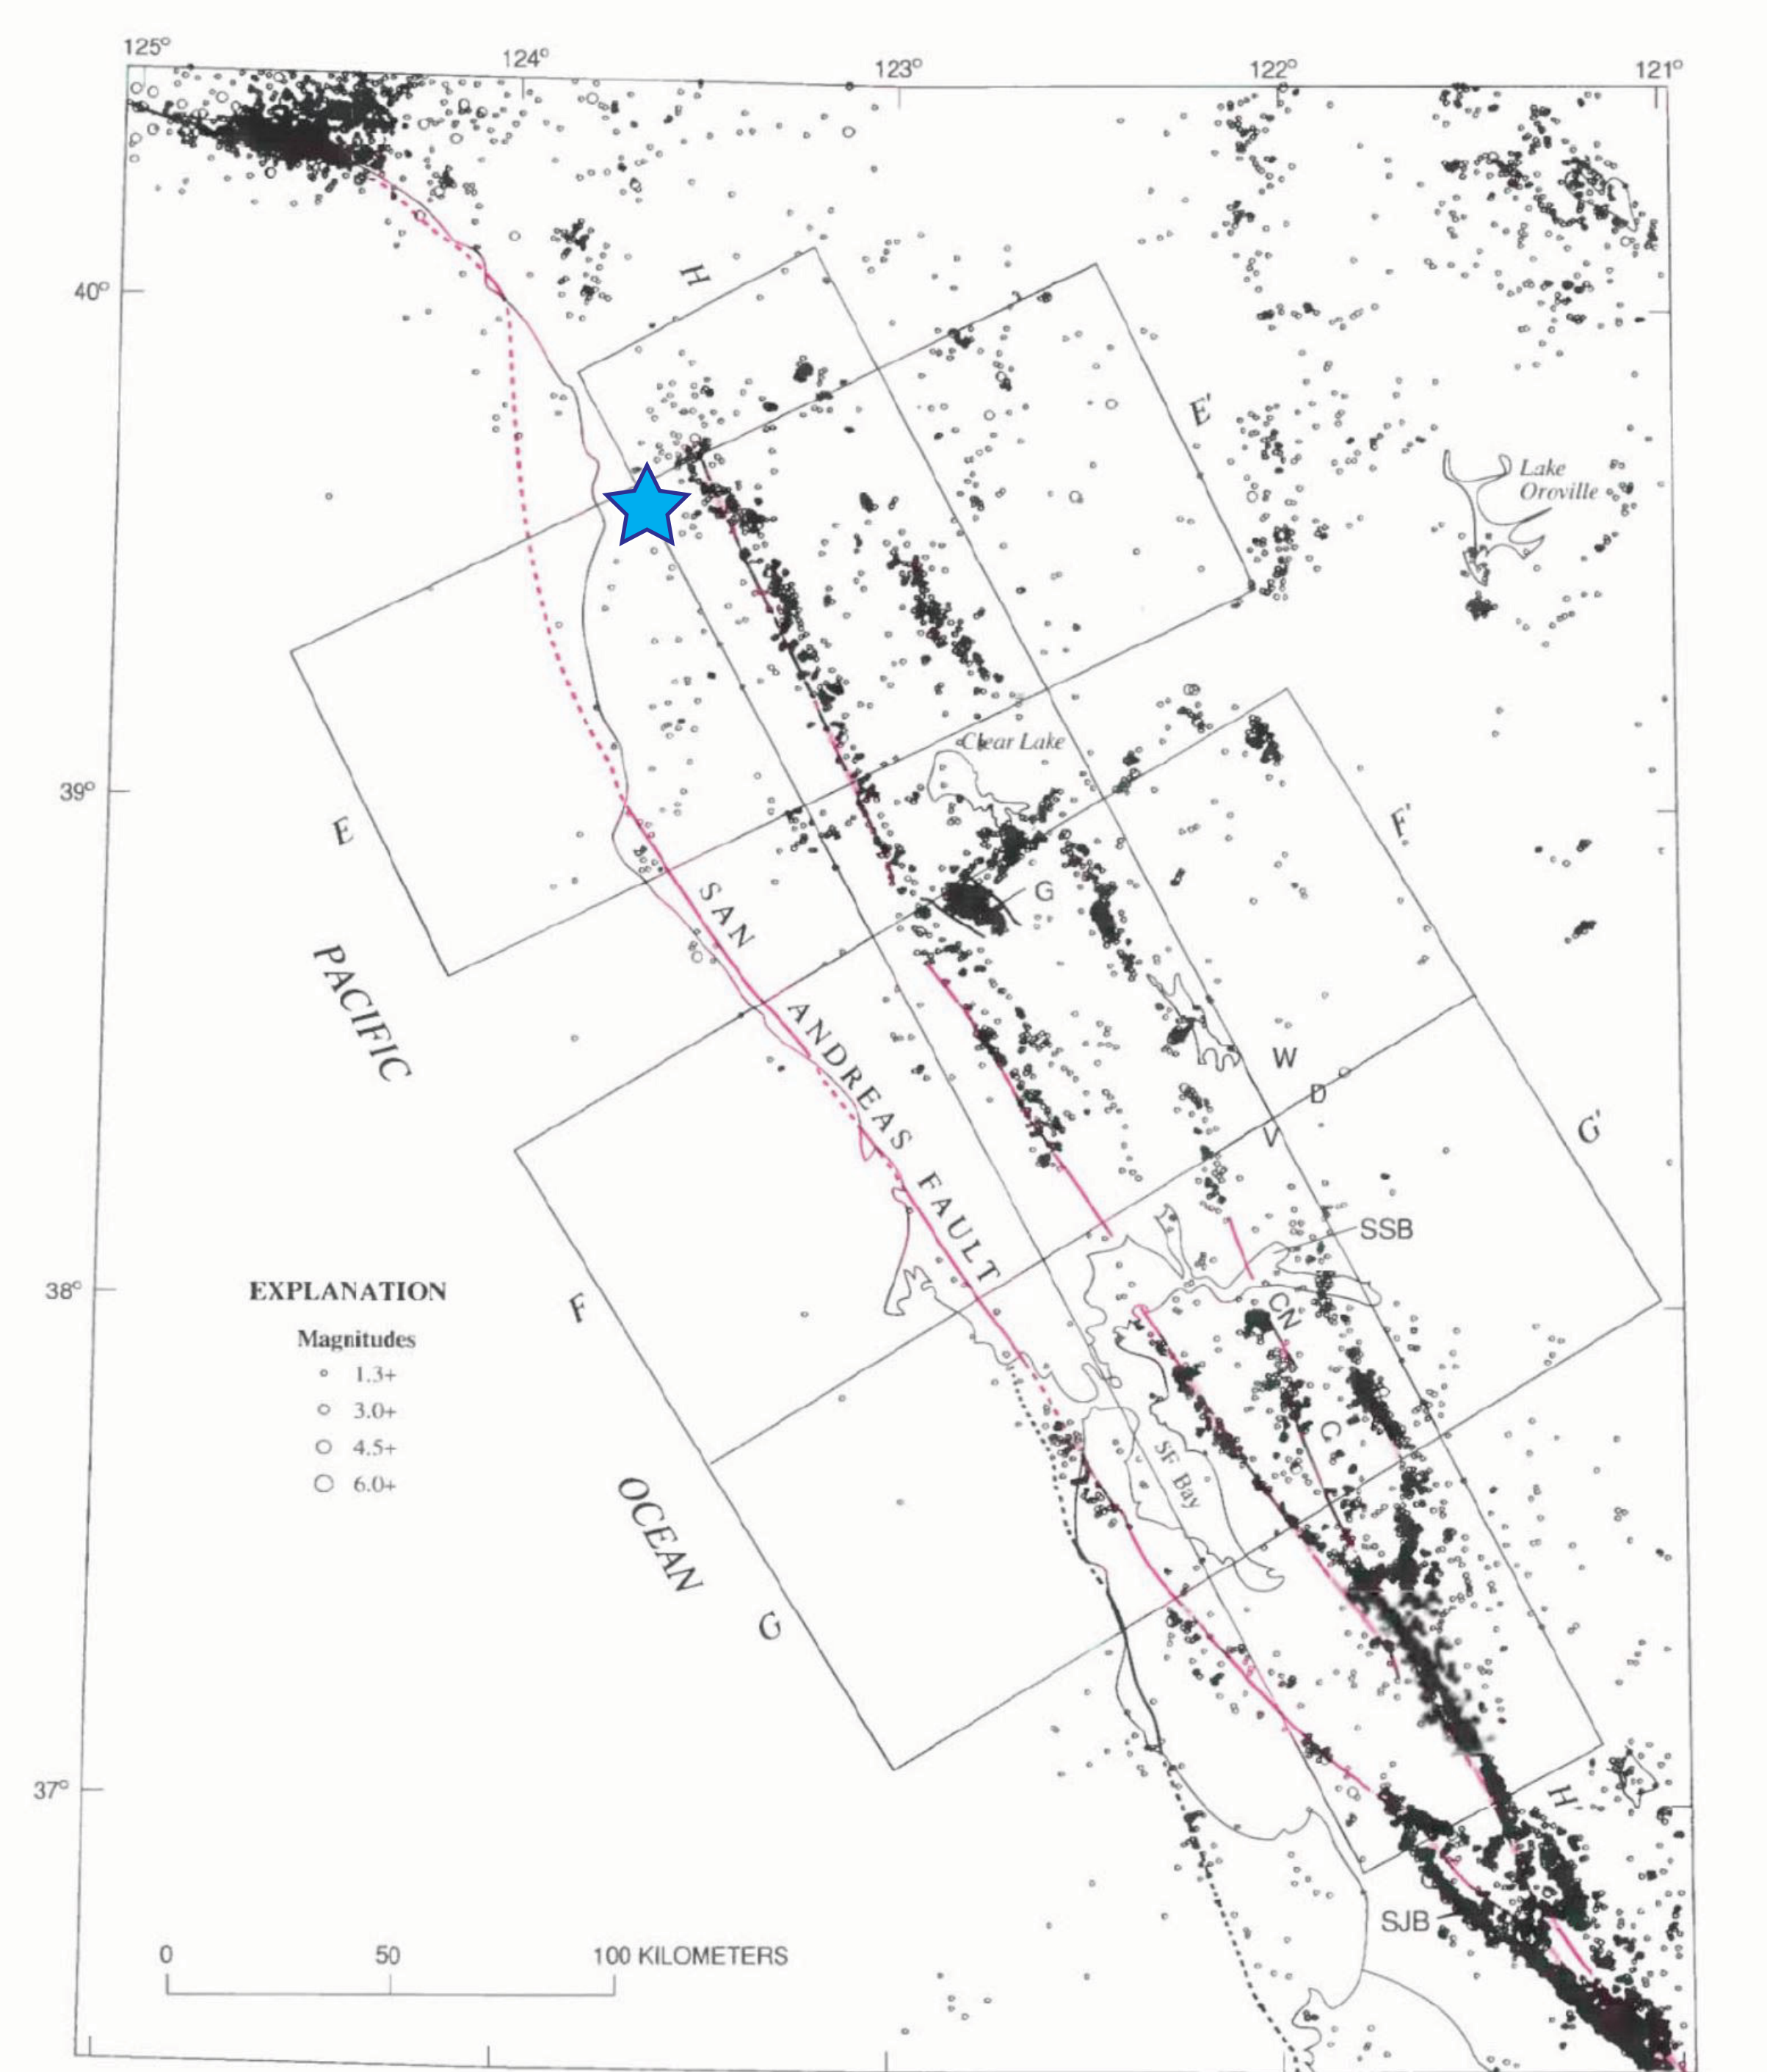 125° 124° 123° 122° 121°
H
40°
E'
Lake
Oroville
Clear Lake
39°
E
F'
G
SAN
PACIFIC
ANDREAS
W
D
V
G'
FAULT
SSB
38°
EXPLANATION
F
CN
Magnitudes
1.3+
3.0+
C
4.5+
SF Bay
6.0+
OCEAN
G
37°
H'
SJB
0 50 100 KILOMETERS